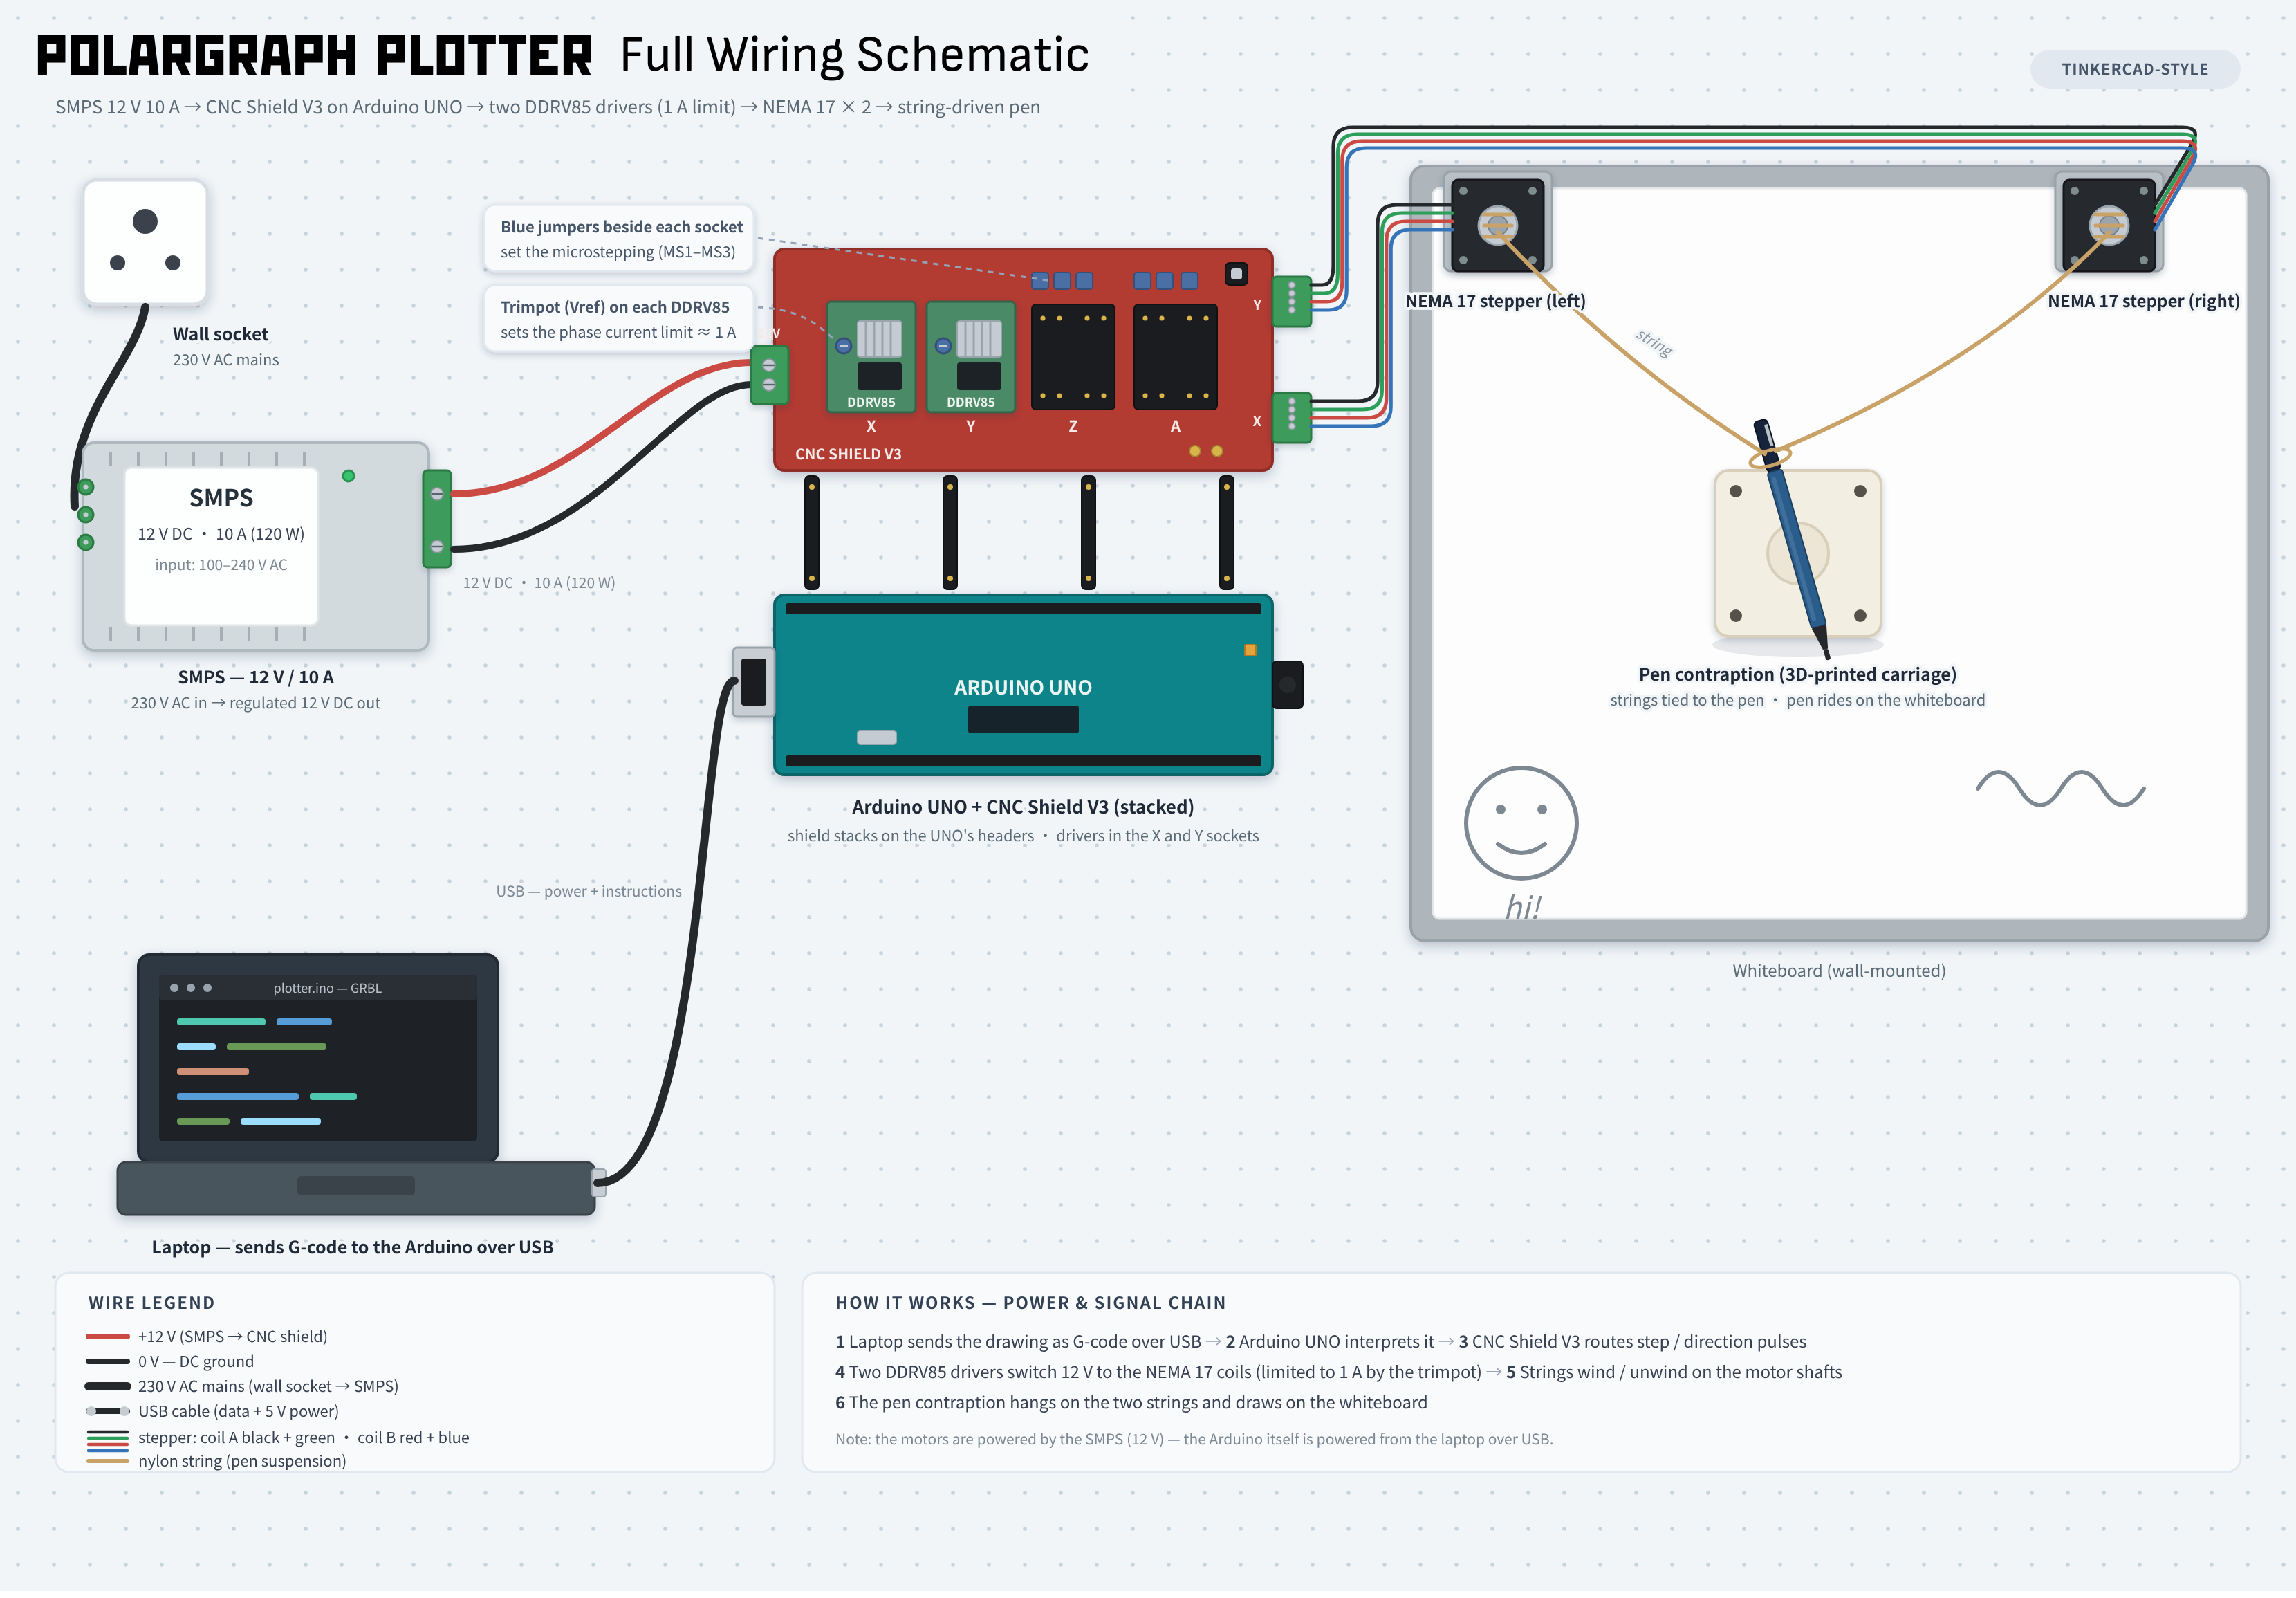 POLARGRAPH PLOTTER Full Wiring Schematic
TINKERCAD-STYLE
SMPS 12 V 10 A → CNC Shield V3 on Arduino UNO → two DDRV85 drivers (1 A limit) → NEMA 17 × 2 → string-driven pen
Wall socket
230 V AC mains
Blue jumpers beside each socket
set the microstepping (MS1–MS3)
Trimpot (Vref) on each DDRV85
sets the phase current limit ≈ 1 A
V
DDRV85
DDRV85
X
Y
Z
A
Y
X
CNC SHIELD V3
NEMA 17 stepper (left)
NEMA 17 stepper (right)
string
SMPS
12 V DC • 10 A (120 W)
input: 100–240 V AC
12 V DC • 10 A (120 W)
SMPS — 12 V / 10 A
230 V AC in → regulated 12 V DC out
ARDUINO UNO
Arduino UNO + CNC Shield V3 (stacked)
shield stacks on the UNO's headers • drivers in the X and Y sockets
Pen contraption (3D-printed carriage)
strings tied to the pen • pen rides on the whiteboard
hi!
Whiteboard (wall-mounted)
USB — power + instructions
plotter.ino — GRBL
Laptop — sends G-code to the Arduino over USB
WIRE LEGEND
+12 V (SMPS → CNC shield)
0 V — DC ground
230 V AC mains (wall socket → SMPS)
USB cable (data + 5 V power)
stepper: coil A black + green • coil B red + blue
nylon string (pen suspension)
HOW IT WORKS — POWER & SIGNAL CHAIN
1 Laptop sends the drawing as G-code over USB → 2 Arduino UNO interprets it → 3 CNC Shield V3 routes step / direction pulses
4 Two DDRV85 drivers switch 12 V to the NEMA 17 coils (limited to 1 A by the trimpot) → 5 Strings wind / unwind on the motor shafts
6 The pen contraption hangs on the two strings and draws on the whiteboard
Note: the motors are powered by the SMPS (12 V) — the Arduino itself is powered from the laptop over USB.